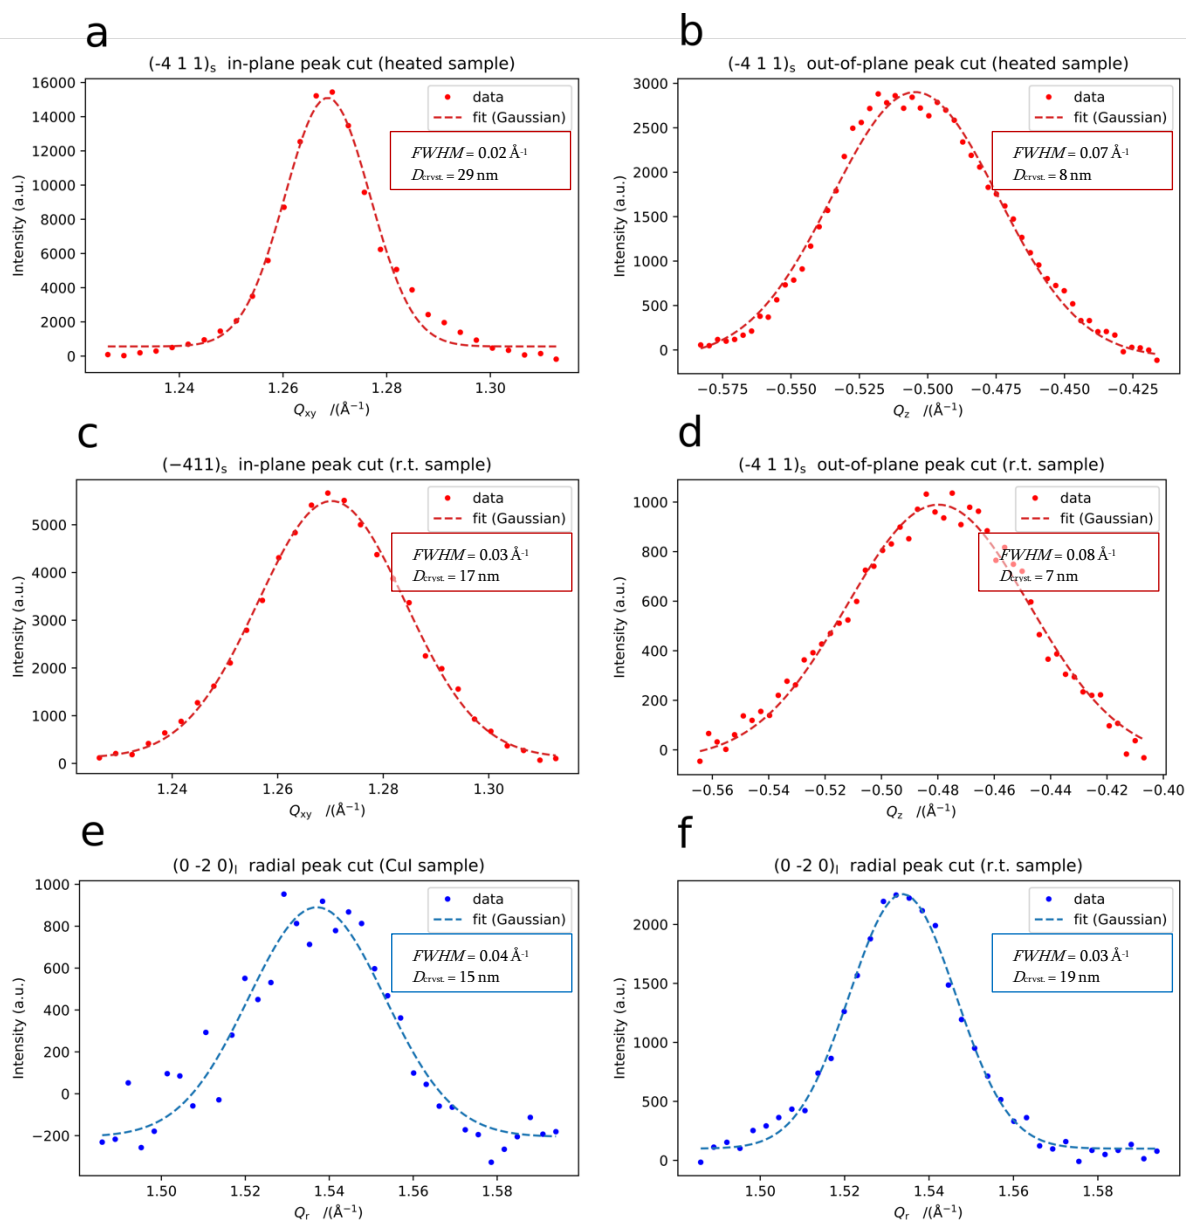 a
(-4 1 1)s in-plane peak cut (heated sample)
16000
14000
12000
10000
8000
6000
4000
2000
0
Intensity (a.u.)
data
fit (Gaussian)
FWHM = 0.02 Å-1
Dcryst. = 29 nm
1.24 1.26 1.28 1.30
Qxy /(Å−1)
b
(-4 1 1)s out-of-plane peak cut (heated sample)
3000
2500
2000
1500
1000
500
0
Intensity (a.u.)
data
fit (Gaussian)
FWHM = 0.07 Å-1
Dcryst. = 8 nm
−0.575 −0.550 −0.525 −0.500 −0.475 −0.450 −0.425
Qz /(Å−1)
c
(−411)s in-plane peak cut (r.t. sample)
5000
4000
3000
2000
1000
0
Intensity (a.u.)
data
fit (Gaussian)
FWHM = 0.03 Å-1
Dcryst. = 17 nm
1.24 1.26 1.28 1.30
Qxy /(Å−1)
d
(-4 1 1)s out-of-plane peak cut (r.t. sample)
1000
800
600
400
200
0
Intensity (a.u.)
data
fit (Gaussian)
FWHM = 0.08 Å-1
Dcryst. = 7 nm
−0.56 −0.54 −0.52 −0.50 −0.48 −0.46 −0.44 −0.42 −0.40
Qz /(Å−1)
e
(0 -2 0)l radial peak cut (CuI sample)
1000
800
600
400
200
0
−200
Intensity (a.u.)
data
fit (Gaussian)
FWHM = 0.04 Å-1
Dcryst. = 15 nm
1.50 1.52 1.54 1.56 1.58
Qr /(Å−1)
f
(0 -2 0)l radial peak cut (r.t. sample)
2000
1500
1000
500
0
Intensity (a.u.)
data
fit (Gaussian)
FWHM = 0.03 Å-1
Dcryst. = 19 nm
1.50 1.52 1.54 1.56 1.58
Qr /(Å−1)